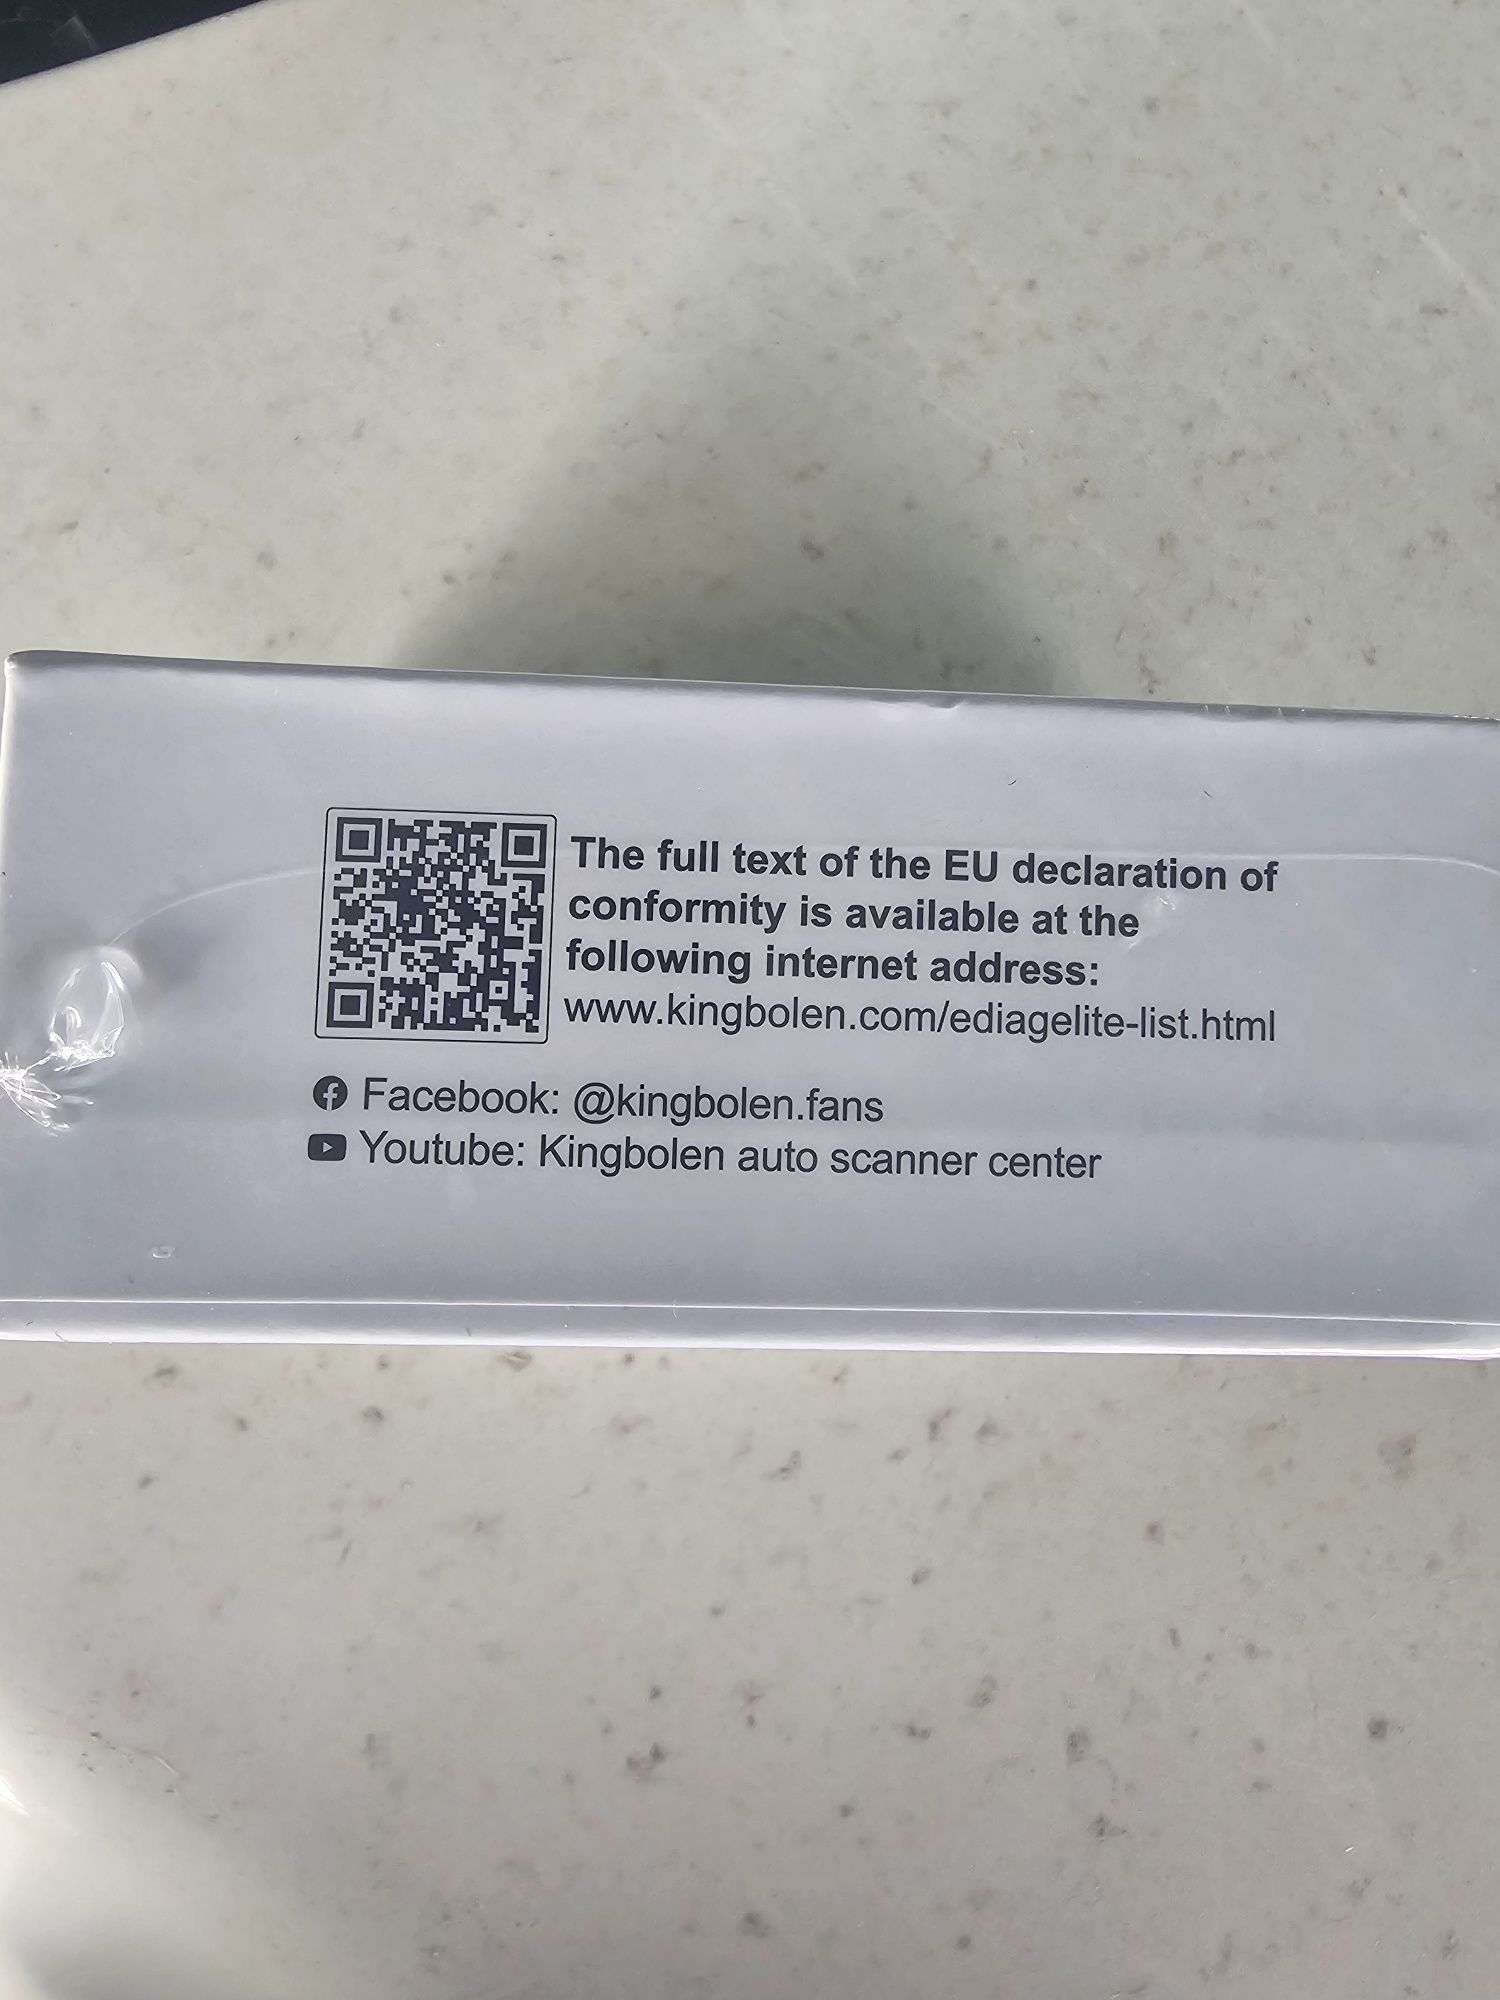 The full text of the EU declaration of
conformity is available at the
following internet address:
www.kingbolen.com/ediagelite-list.html
Facebook: @kingbolen.fans
Youtube: Kingbolen auto scanner center